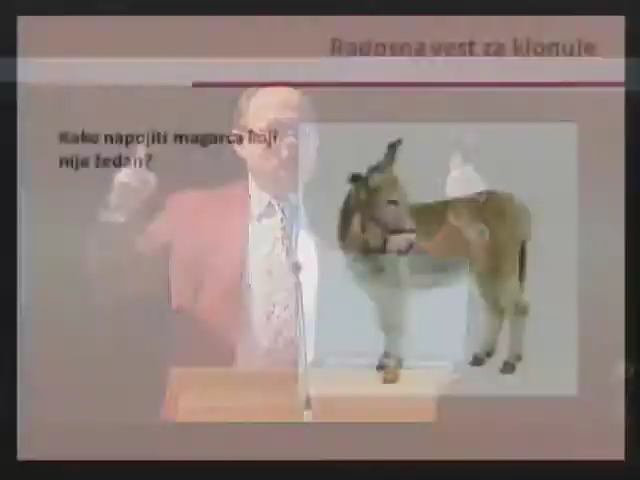 Radosna vest za klonule
Kako napojiti magarca koji
nije žedan?